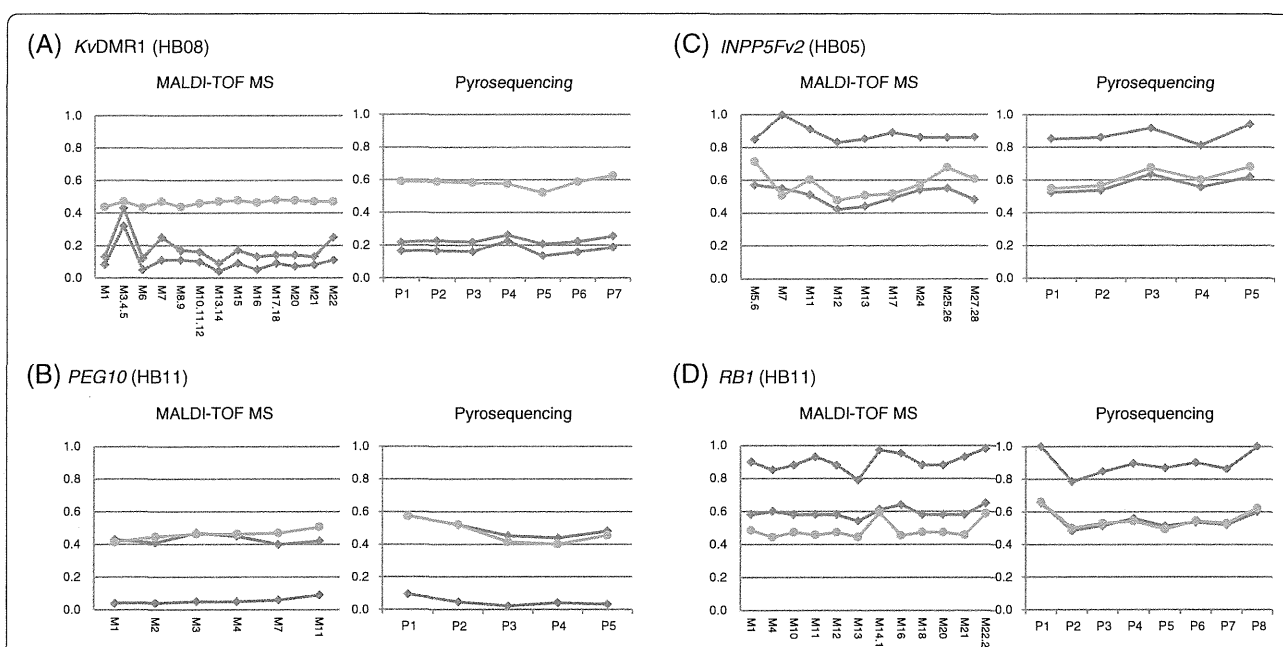 (A) KvDMR1 (HB08)
MALDI-TOF MS
Pyrosequencing
1.0
0.8
0.6
0.4
0.2
0.0
M1
M3.4.5
M6
M7
M8.9
M10.11.12
M13.14
M15
M16
M17.18
M20
M21
M22
1.0
0.8
0.6
0.4
0.2
0.0
P1
P2
P3
P4
P5
P6
P7
(C) INPP5Fv2 (HB05)
MALDI-TOF MS
Pyrosequencing
1.0
0.8
0.6
0.4
0.2
0.0
M5.6
M7
M11
M12
M13
M17
M24
M25.26
M27.28
1.0
0.8
0.6
0.4
0.2
0.0
P1
P2
P3
P4
P5
(B) PEG10 (HB11)
MALDI-TOF MS
Pyrosequencing
1.0
0.8
0.6
0.4
0.2
0.0
M1
M2
M3
M4
M7
M11
1.0
0.8
0.6
0.4
0.2
0.0
P1
P2
P3
P4
P5
(D) RB1 (HB11)
MALDI-TOF MS
Pyrosequencing
1.0
0.8
0.6
0.4
0.2
0.0
M1
M4
M10
M11
M12
M13
M14.1
M16
M18
M20
M21
M22.2
1.0
0.8
0.6
0.4
0.2
0.0
P1
P2
P3
P4
P5
P6
P7
P8